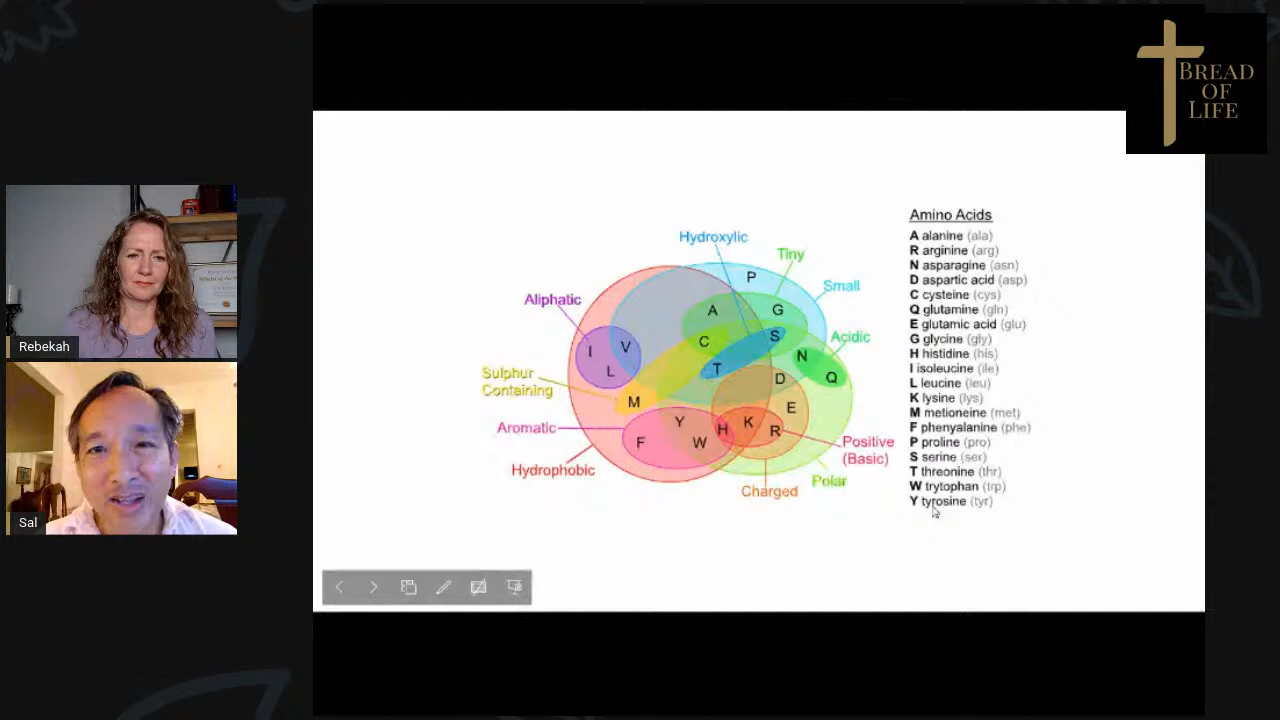 BREAD
OF
LIFE
Rebekah
Sal
Hydroxylic
Tiny
Small
Aliphatic
Acidic
Sulphur
Containing
Aromatic
Hydrophobic
Positive
(Basic)
Polar
Charged
P
A
G
C
S
I
V
L
T
N
Q
D
M
E
Y
H
K
R
F
W
Amino Acids
A alanine (ala)
R arginine (arg)
N asparagine (asn)
D aspartic acid (asp)
C cysteine (cys)
Q glutamine (gln)
E glutamic acid (glu)
G glycine (gly)
H histidine (his)
I isoleucine (ile)
L leucine (leu)
K lysine (lys)
M metioneine (met)
F phenyalanine (phe)
P proline (pro)
S serine (ser)
T threonine (thr)
W trytophan (trp)
Y tyrosine (tyr)